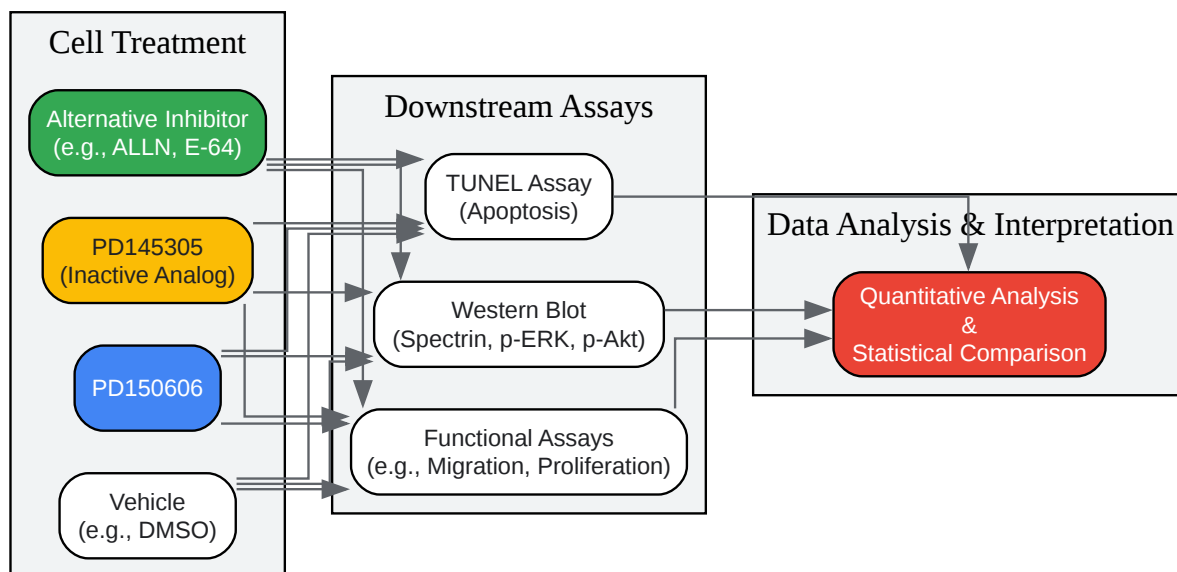 Cell Treatment
Alternative Inhibitor
(e.g., ALLN, E-64)
PD145305
(Inactive Analog)
PD150606
Vehicle
(e.g., DMSO)
Downstream Assays
TUNEL Assay
(Apoptosis)
Western Blot
(Spectrin, p-ERK, p-Akt)
Functional Assays
(e.g., Migration, Proliferation)
Data Analysis & Interpretation
Quantitative Analysis
&
Statistical Comparison